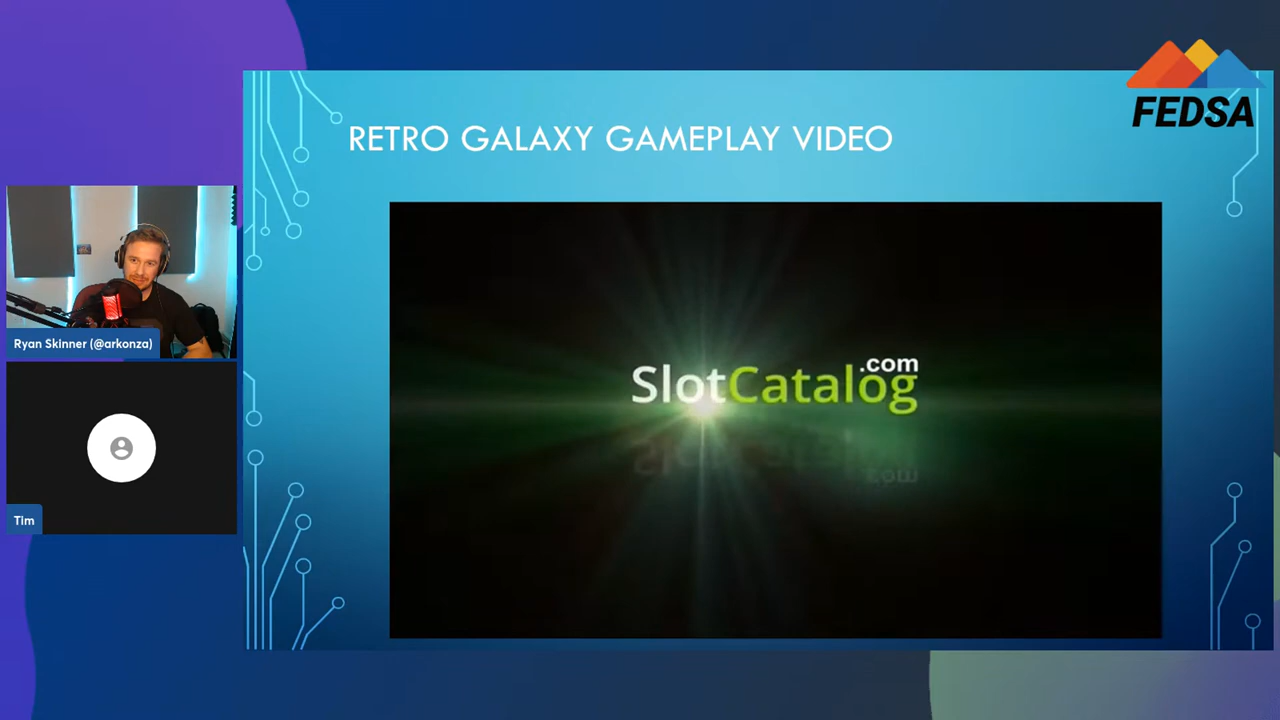 FEDSA
RETRO GALAXY GAMEPLAY VIDEO
SlotCatalog.com
Ryan Skinner (@arkonza)
Tim